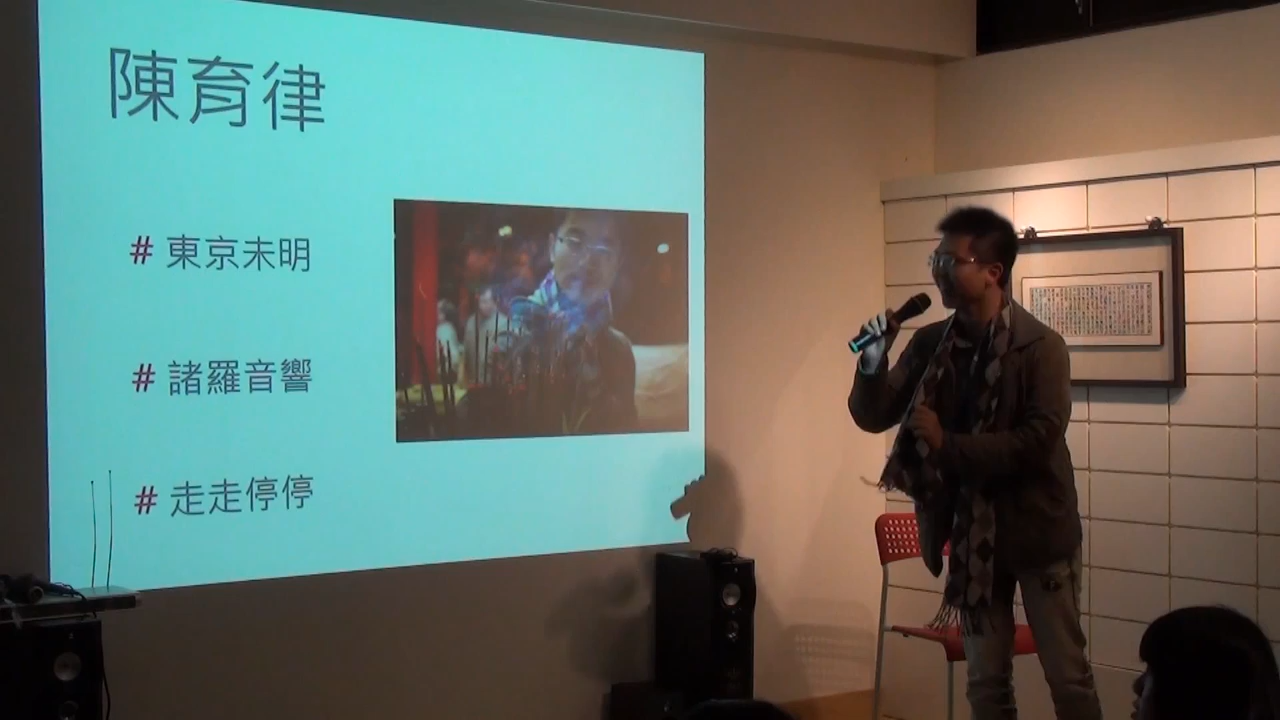 陳育律
# 東京未明
# 諸羅音響
# 走走停停